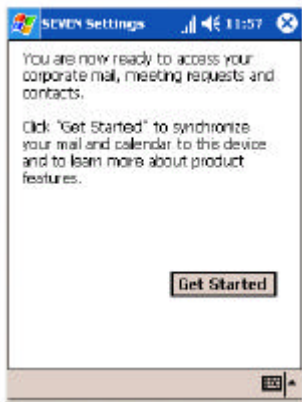 SEVEN Settings 11:57
You are now ready to access your
corporate mail, meeting requests and
contacts.
Click "Get Started" to synchronize
your mail and calendar to this device
and to learn more about product
features.
Get Started